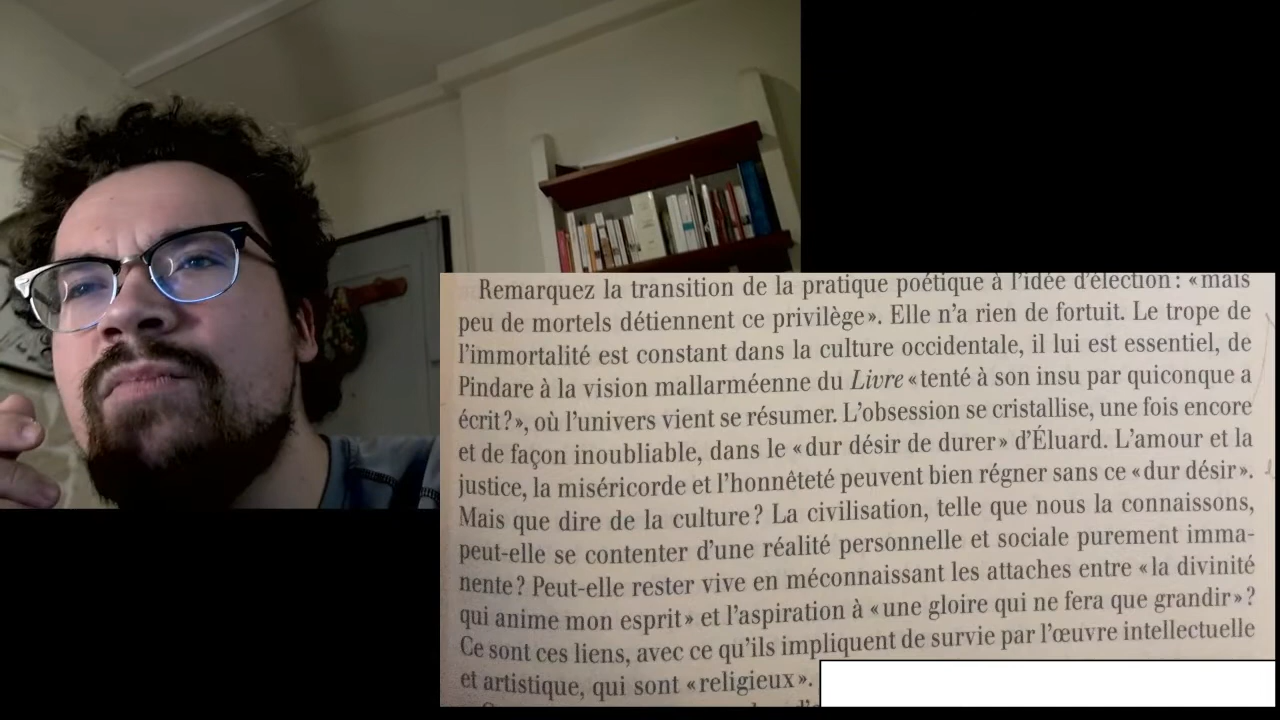 Remarquez la transition de la pratique poétique à l'idée d'élection : « mais
peu de mortels détiennent ce privilège ». Elle n'a rien de fortuit. Le trope de
l'immortalité est constant dans la culture occidentale, il lui est essentiel, de
Pindare à la vision mallarméenne du Livre « tenté à son insu par quiconque a
écrit ? », où l'univers vient se résumer. L'obsession se cristallise, une fois encore
et de façon inoubliable, dans le « dur désir de durer » d'Éluard. L'amour et la
justice, la miséricorde et l'honnêteté peuvent bien régner sans ce « dur désir ».
Mais que dire de la culture ? La civilisation, telle que nous la connaissons,
peut-elle se contenter d'une réalité personnelle et sociale purement imma-
nente ? Peut-elle rester vive en méconnaissant les attaches entre « la divinité
qui anime mon esprit » et l'aspiration à « une gloire qui ne fera que grandir » ?
Ce sont ces liens, avec ce qu'ils impliquent de survie par l'œuvre intellectuelle
et artistique, qui sont « religieux ».